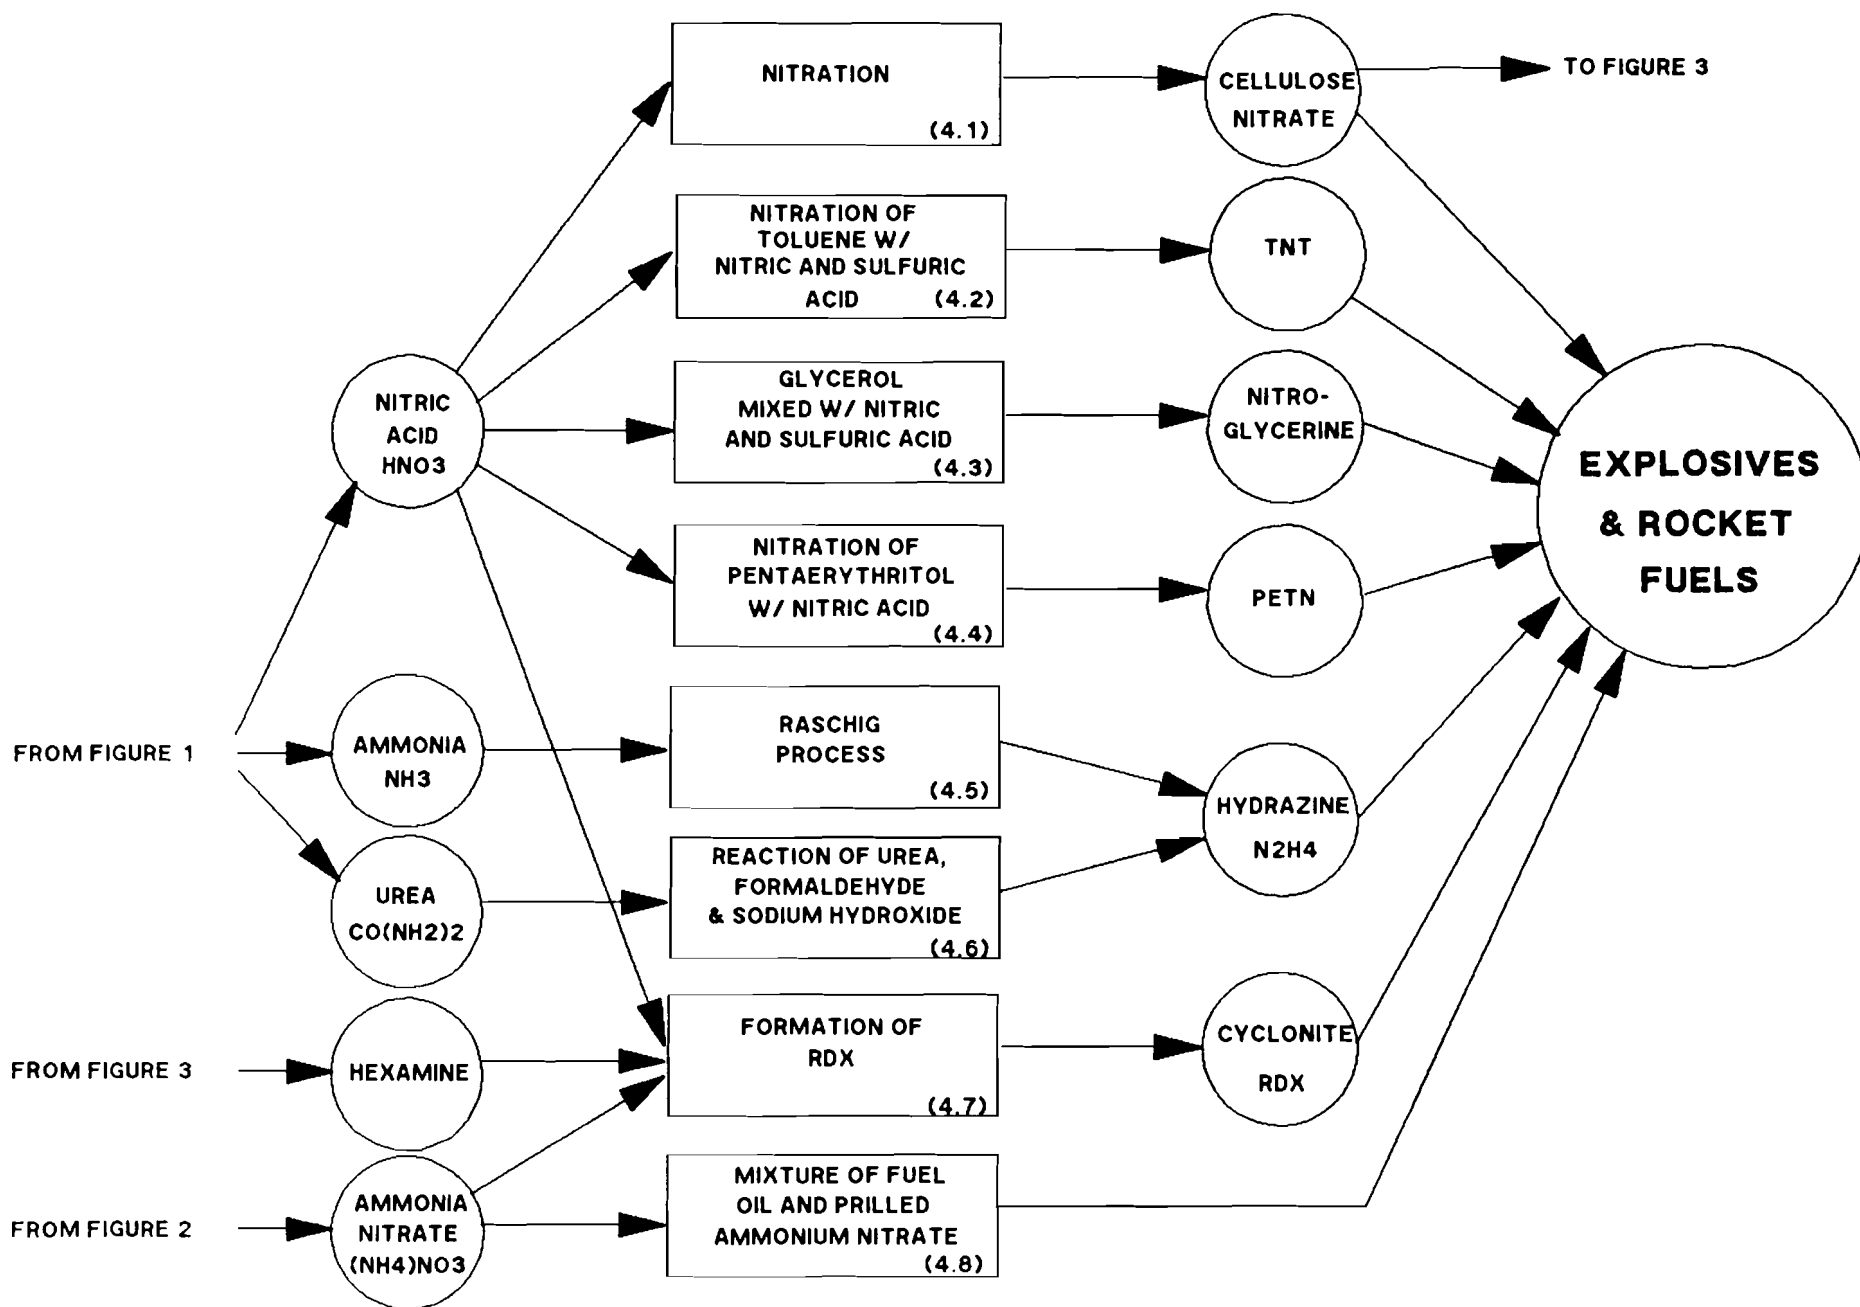 NITRATION
(4.1)
CELLULOSE
NITRATE
TO FIGURE 3
NITRATION OF
TOLUENE W/
NITRIC AND SULFURIC
ACID (4.2)
TNT
NITRIC
ACID
HNO3
GLYCEROL
MIXED W/ NITRIC
AND SULFURIC ACID
(4.3)
NITRO-
GLYCERINE
EXPLOSIVES
& ROCKET
FUELS
NITRATION OF
PENTAERYTHRITOL
W/ NITRIC ACID
(4.4)
PETN
FROM FIGURE 1
AMMONIA
NH3
RASCHIG
PROCESS
(4.5)
HYDRAZINE
N2H4
UREA
CO(NH2)2
REACTION OF UREA,
FORMALDEHYDE
& SODIUM HYDROXIDE
(4.6)
FROM FIGURE 3
HEXAMINE
FORMATION OF
RDX
(4.7)
CYCLONITE
RDX
FROM FIGURE 2
AMMONIA
NITRATE
(NH4)NO3
MIXTURE OF FUEL
OIL AND PRILLED
AMMONIUM NITRATE
(4.8)